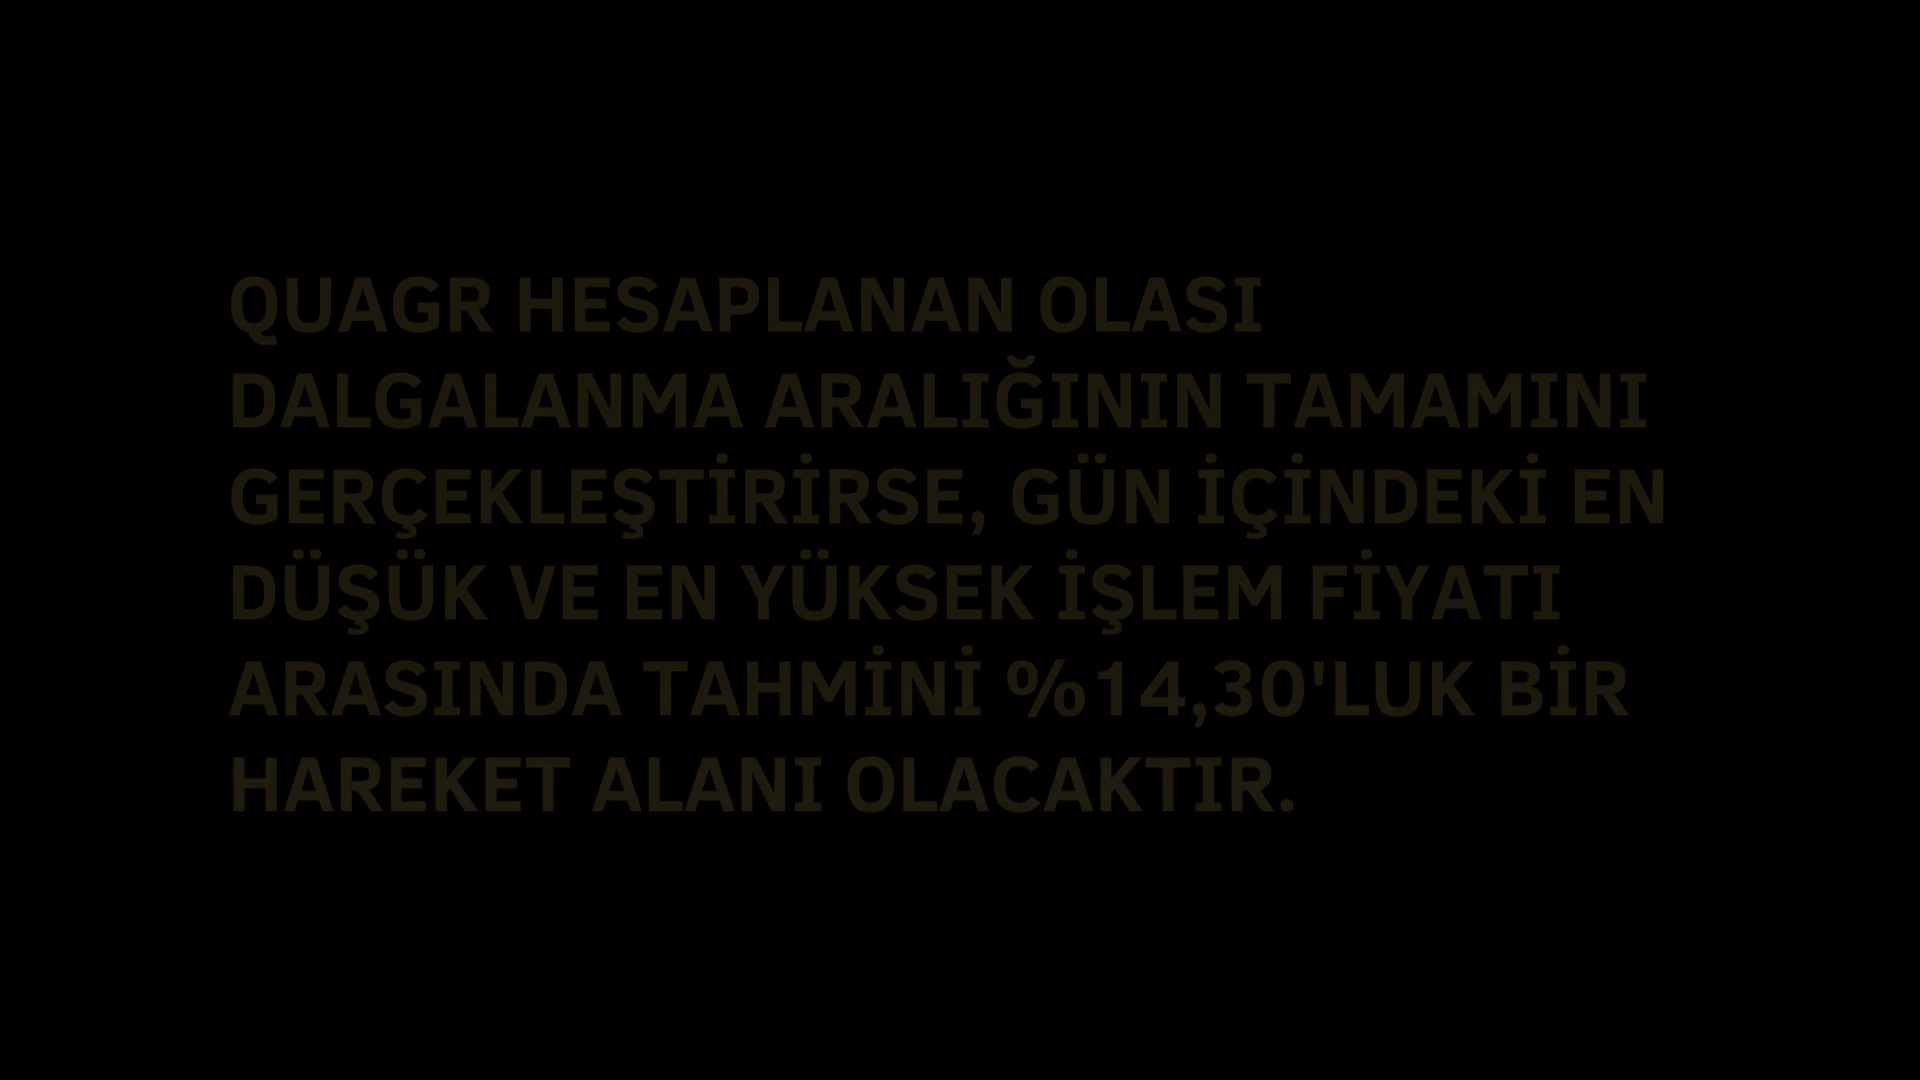 QUAGR HESAPLANAN OLASI
DALGALANMA ARALIĞININ TAMAMINI
GERÇEKLEŞTİRİRSE, GÜN İÇİNDEKİ EN
DÜŞÜK VE EN YÜKSEK İŞLEM FİYATI
ARASINDA TAHMİNİ %14,30'LUK BİR
HAREKET ALANI OLACAKTIR.